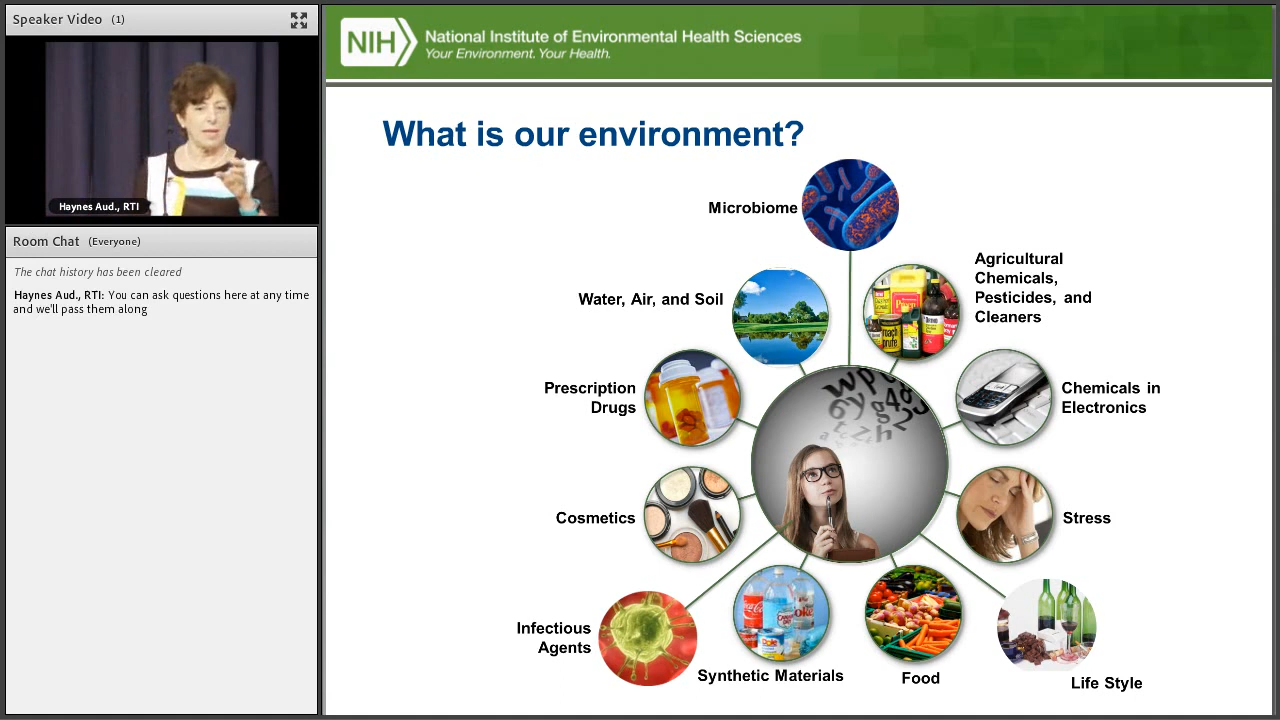 Speaker Video (1)
Haynes Aud., RTI
Room Chat (Everyone)
The chat history has been cleared
Haynes Aud., RTI: You can ask questions here at any time
and we'll pass them along
NIH
National Institute of Environmental Health Sciences
Your Environment. Your Health.
What is our environment?
Microbiome
Water, Air, and Soil
Agricultural
Chemicals,
Pesticides, and
Cleaners
Prescription
Drugs
Chemicals in
Electronics
Cosmetics
Stress
Infectious
Agents
Synthetic Materials
Food
Life Style